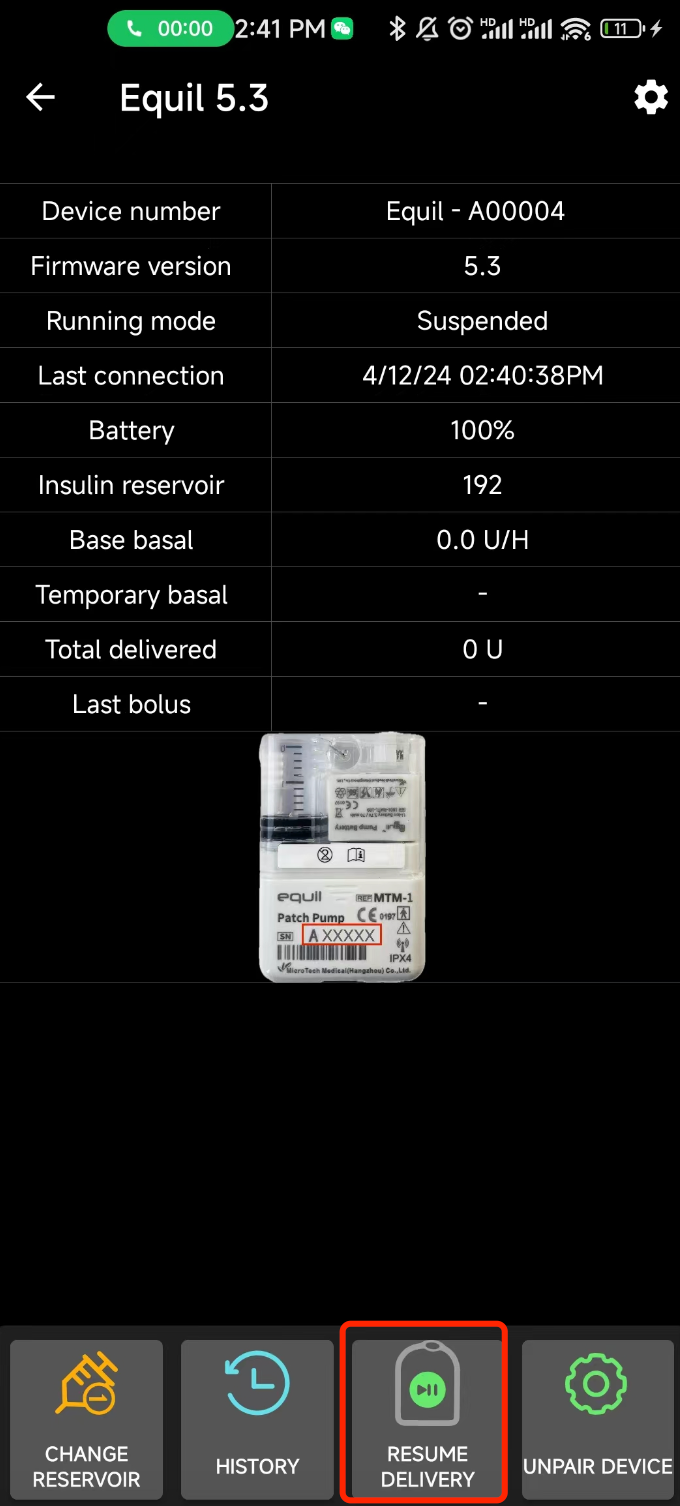 00:00 2:41 PM HD HD 6 11
Equil 5.3
Device number Equil - A00004
Firmware version 5.3
Running mode Suspended
Last connection 4/12/24 02:40:38PM
Battery 100%
Insulin reservoir 192
Base basal 0.0 U/H
Temporary basal -
Total delivered 0 U
Last bolus -
equil REF MTM-1
Patch Pump CE 0197
SN A XXXXX
IPX4
MicroTech Medical(Hangzhou) Co.,Ltd.
CHANGE
RESERVOIR
HISTORY
RESUME
DELIVERY
UNPAIR DEVICE